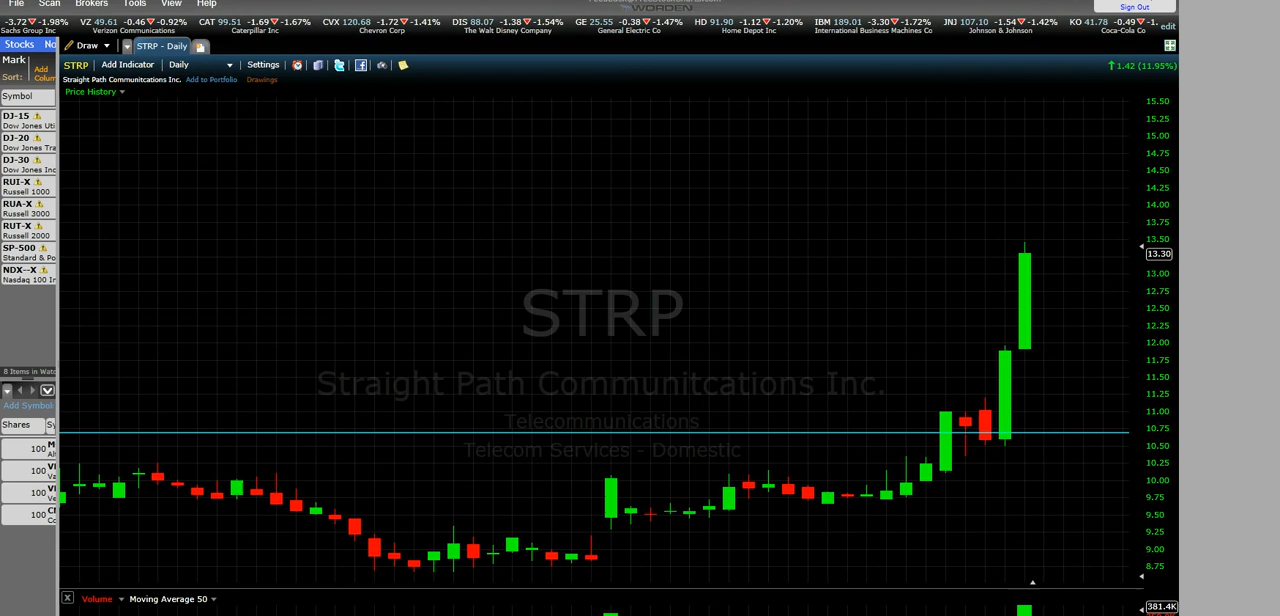 File Scan Brokers Tools View Help
WORDEN
Sign Out
-3.72 -1.98% VZ 49.61 -0.46 -0.92% CAT 99.51 -1.69 -1.67% CVX 120.68 -1.72 -1.41% DIS 88.07 -1.38 -1.54% GE 25.55 -0.38 -1.47% HD 91.90 -1.12 -1.20% IBM 189.01 -3.30 -1.72% JNJ 107.10 -1.54 -1.42% KO 41.78 -0.49 -1.
edit
Sachs Group Inc Verizon Communications Caterpillar Inc Chevron Corp The Walt Disney Company General Electric Co Home Depot Inc International Business Machines Co Johnson & Johnson Coca-Cola Co
Stocks No Draw STRP - Daily
Mark STRP Add Indicator Daily Settings 1.42 (11.95%)
Sort: Add Colum
Straight Path Communitcations Inc. Add to Portfolio Drawings
Price History
Symbol
DJ-15
Dow Jones Uti
DJ-20
Dow Jones Tra
DJ-30
Dow Jones Inc
RUI-X
Russell 1000
RUA-X
Russell 3000
RUT-X
Russell 2000
SP-500
Standard & Po
NDX--X
Nasdaq 100 In
8 Items in Watc
Add Symbol
Shares Sy
100
100
100
100
STRP
Straight Path Communitcations Inc.
Telecommunications
Telecom Services - Domestic
15.50
15.25
15.00
14.75
14.50
14.25
14.00
13.75
13.50
13.30
13.00
12.75
12.50
12.25
12.00
11.75
11.50
11.25
11.00
10.75
10.50
10.25
10.00
9.75
9.50
9.25
9.00
8.75
X Volume Moving Average 50
381.4K